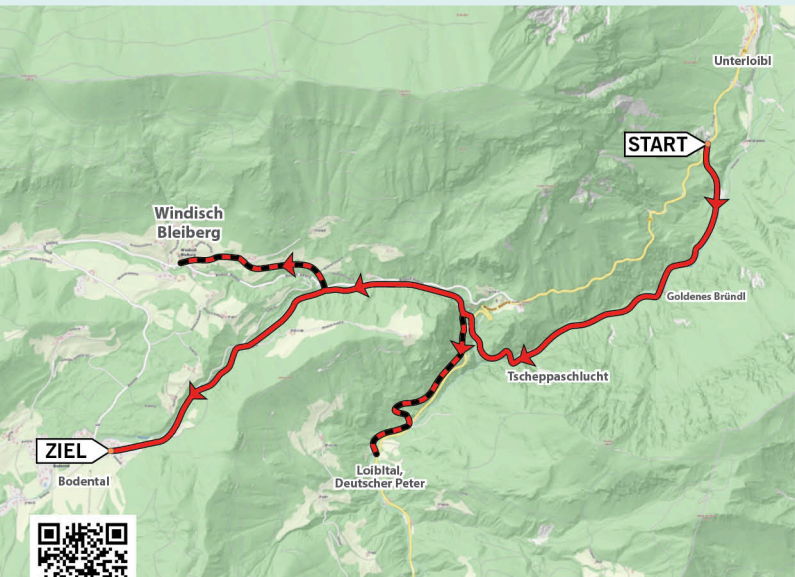 Unterloibl
START
Windisch
Bleiberg
Goldenes Bründl
Tscheppaschlucht
ZIEL
Loibltal,
Deutscher Peter
Bodental